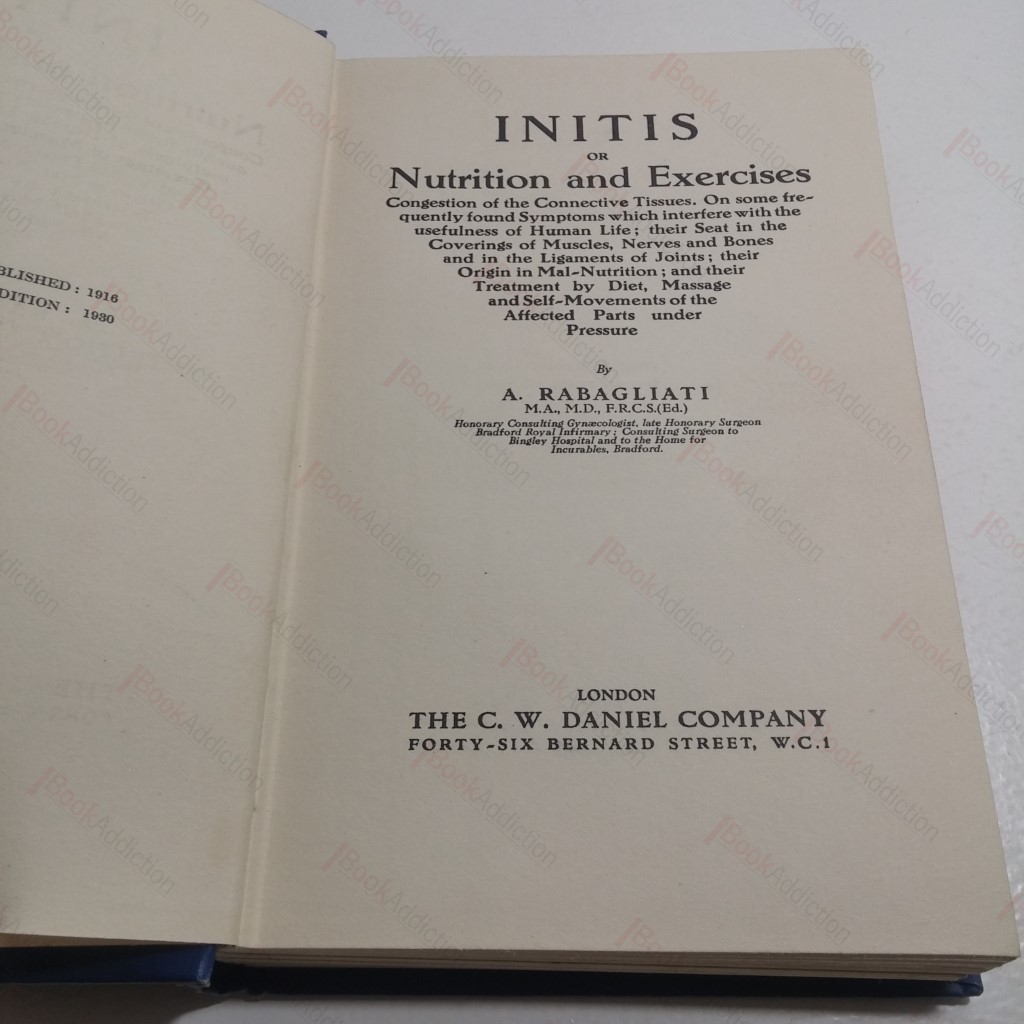 BLISHED : 1916
DITION : 1930
INITIS
OR
Nutrition and Exercises
Congestion of the Connective Tissues. On some fre-
quently found Symptoms which interfere with the
usefulness of Human Life ; their Seat in the
Coverings of Muscles, Nerves and Bones
and in the Ligaments of Joints ; their
Origin in Mal-Nutrition ; and their
Treatment by Diet, Massage
and Self-Movements of the
Affected Parts under
Pressure
By
A. RABAGLIATI
M.A., M.D., F.R.C.S.(Ed.)
Honorary Consulting Gynæcologist, late Honorary Surgeon
Bradford Royal Infirmary ; Consulting Surgeon to
Bingley Hospital and to the Home for
Incurables, Bradford.
LONDON
THE C. W. DANIEL COMPANY
FORTY-SIX BERNARD STREET, W.C.1
BookAddiction